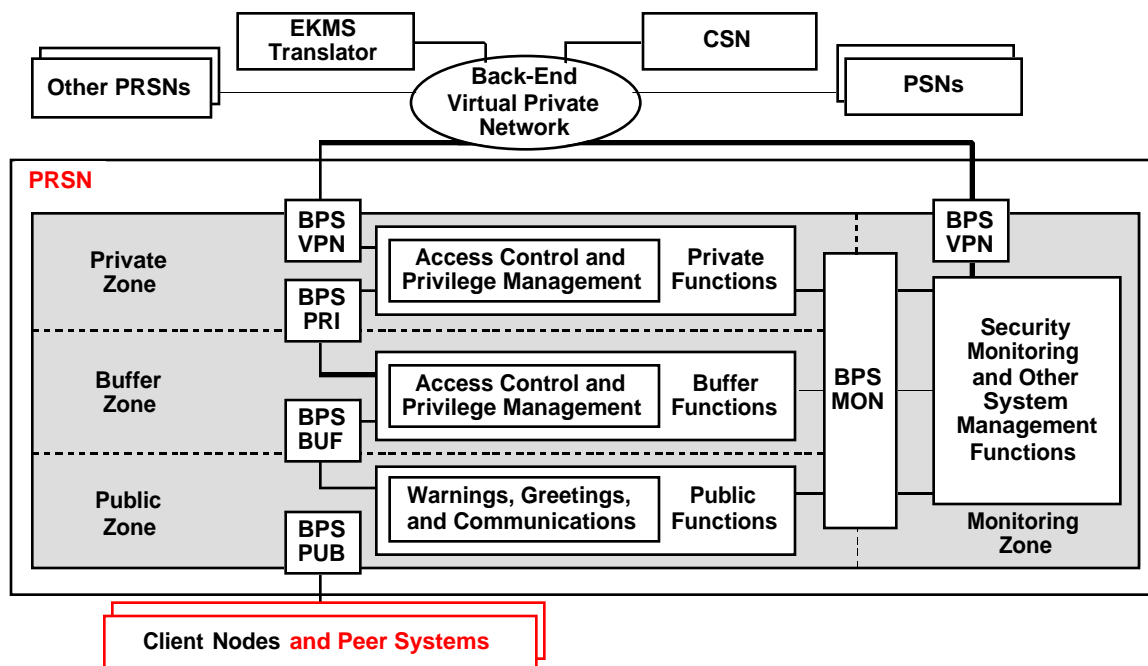 EKMS
Translator
CSN
Other PRSNs
Back-End
Virtual Private
Network
PSNs
PRSN
BPS
VPN
BPS
VPN
Private
Zone
Access Control and
Privilege Management
Private
Functions
BPS
PRI
Buffer
Zone
Access Control and
Privilege Management
Buffer
Functions
BPS
MON
Security
Monitoring
and Other
System
Management
Functions
BPS
BUF
Public
Zone
Warnings, Greetings,
and Communications
Public
Functions
BPS
PUB
Monitoring
Zone
Client Nodes and Peer Systems